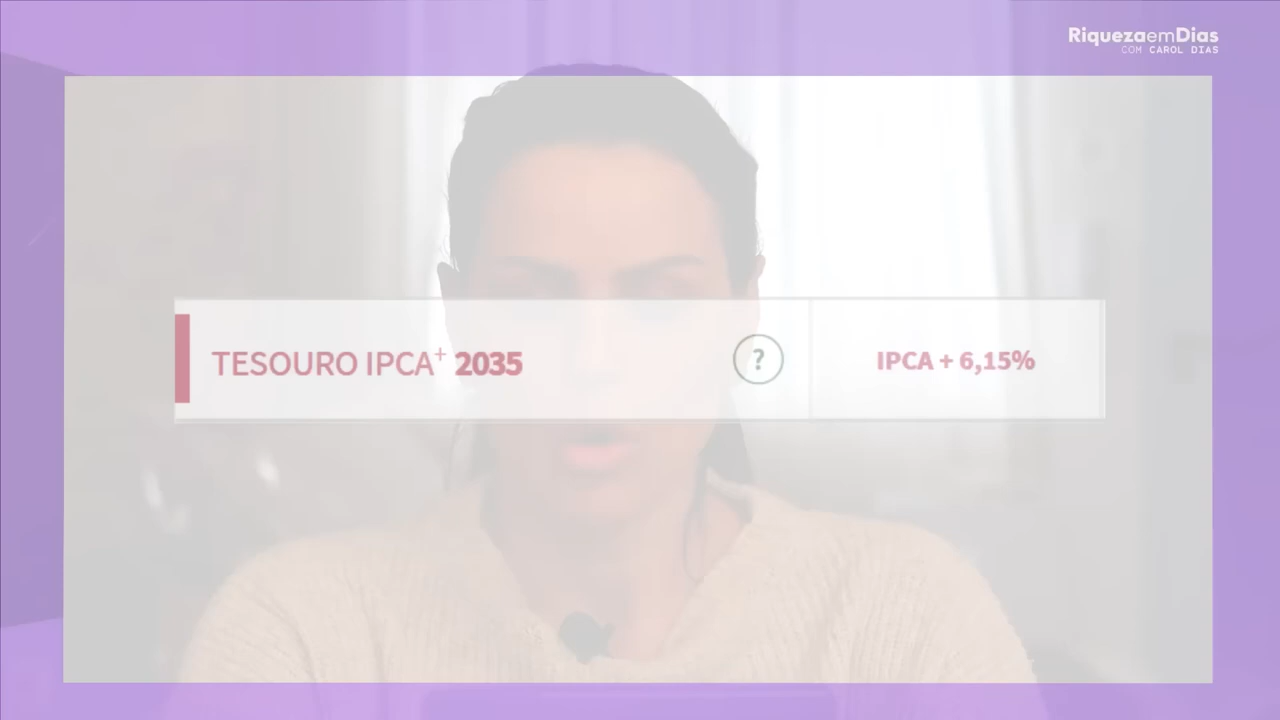 RiquezaemDias
COM CAROL DIAS
TESOURO IPCA+ 2035
?
IPCA + 6,15%